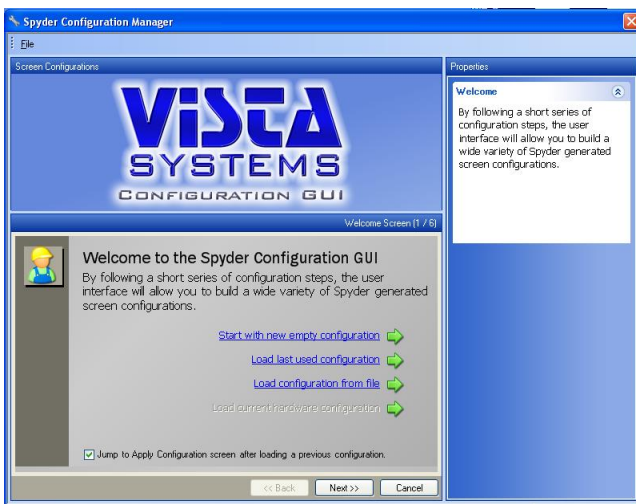 Spyder Configuration Manager
File
Screen Configurations
VISTA
SYSTEMS
CONFIGURATION GUI
Welcome Screen (1 / 6)
Welcome to the Spyder Configuration GUI
By following a short series of configuration steps, the user
interface will allow you to build a wide variety of Spyder generated
screen configurations.
Start with new empty configuration
Load last used configuration
Load configuration from file
Load current hardware configuration
Jump to Apply Configuration screen after loading a previous configuration.
<< Back
Next >>
Cancel
Properties
Welcome
By following a short series of
configuration steps, the user
interface will allow you to build a
wide variety of Spyder generated
screen configurations.